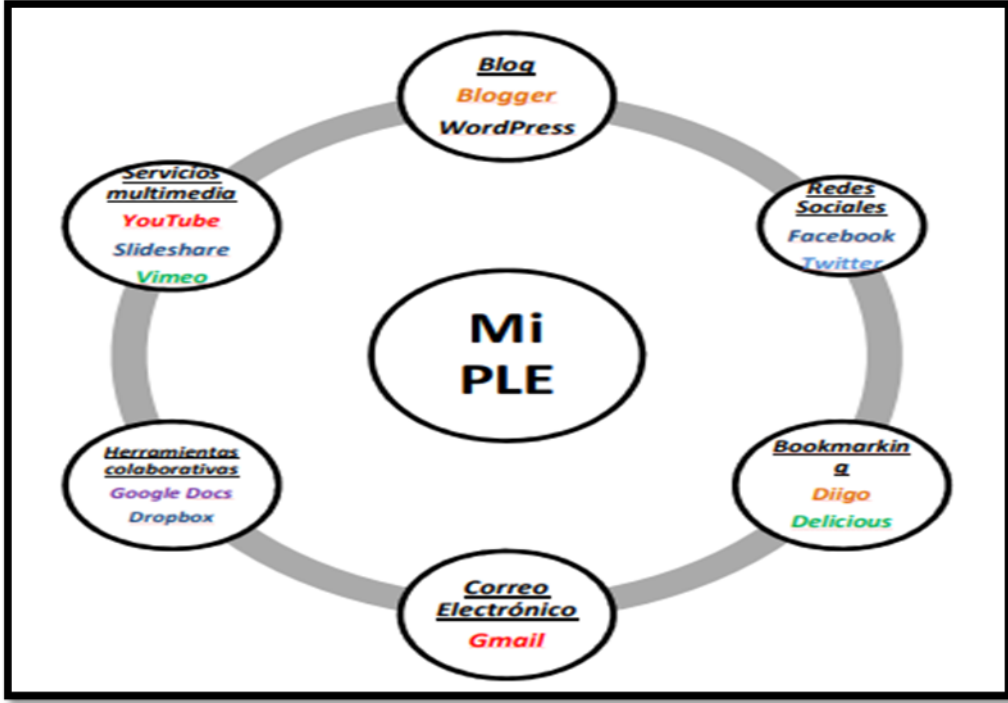 Blog
Blogger
WordPress
Redes
Sociales
Facebook
Twitter
Bookmarkin
g
Diigo
Delicious
Correo
Electrónico
Gmail
Herramientas
colaborativas
Google Docs
Dropbox
Servicios
multimedia
YouTube
Slideshare
Vimeo
Mi
PLE